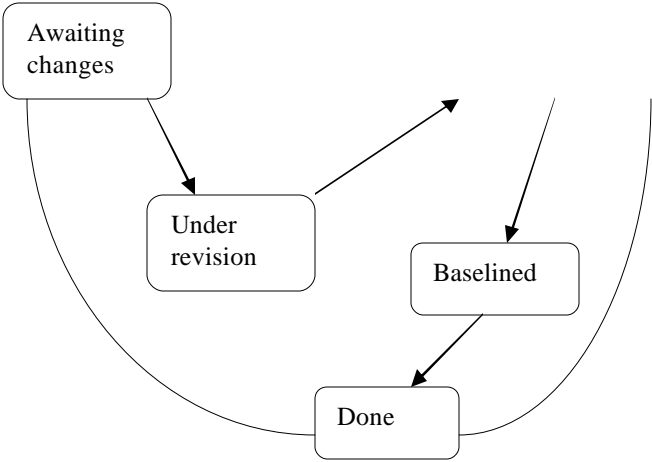 Awaiting
changes
Under
revision
Baselined
Done